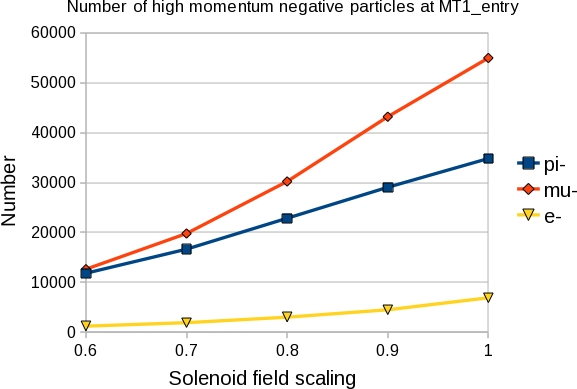 Number of high momentum negative particles at MT1_entry
60000
50000
40000
30000
20000
10000
0
Number
0.6 0.7 0.8 0.9 1
Solenoid field scaling
pi-
mu-
e-